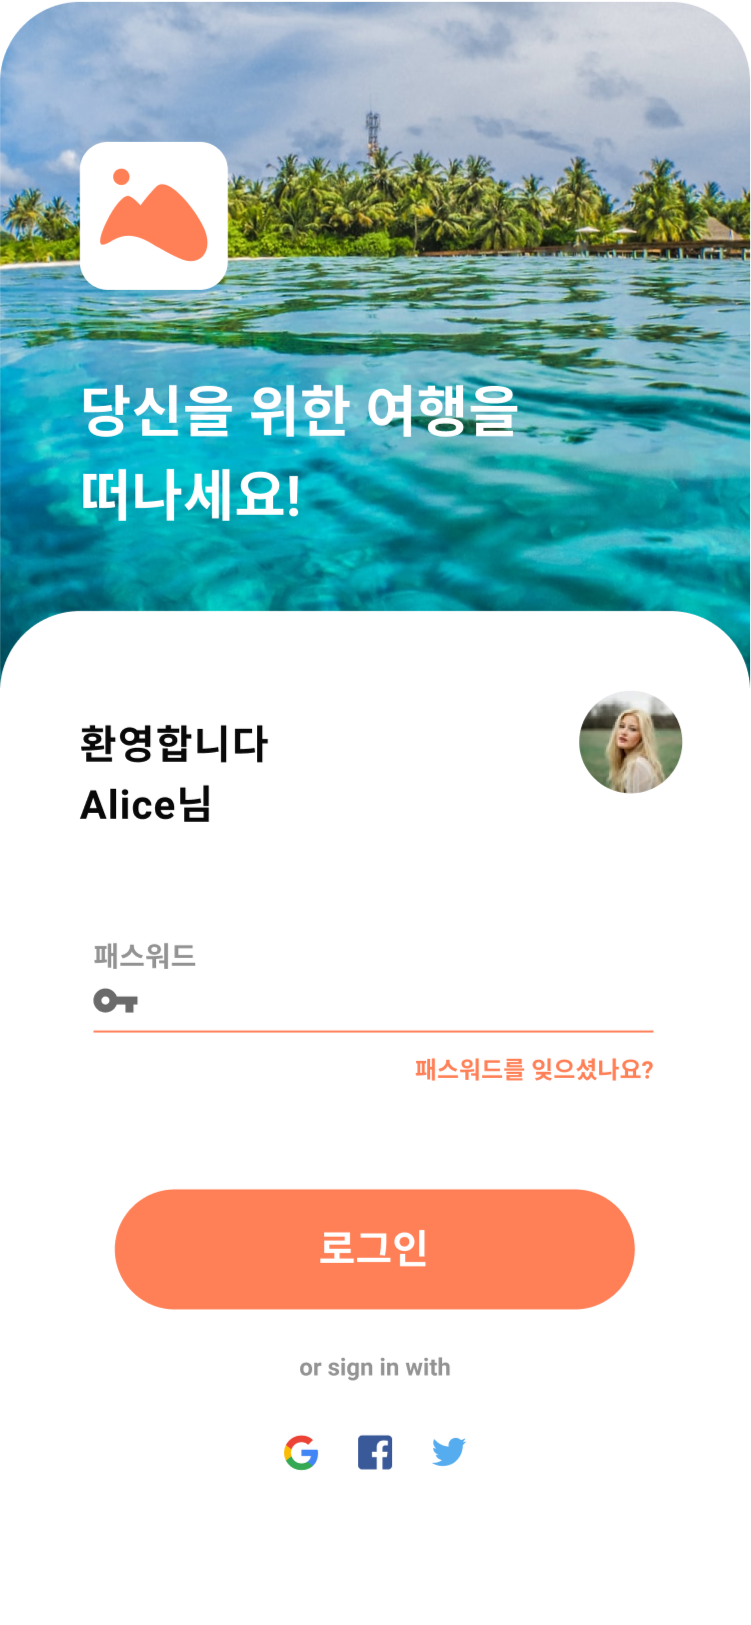 당신을 위한 여행을
떠나세요!
환영합니다
Alice님
패스워드
패스워드를 잊으셨나요?
로그인
or sign in with